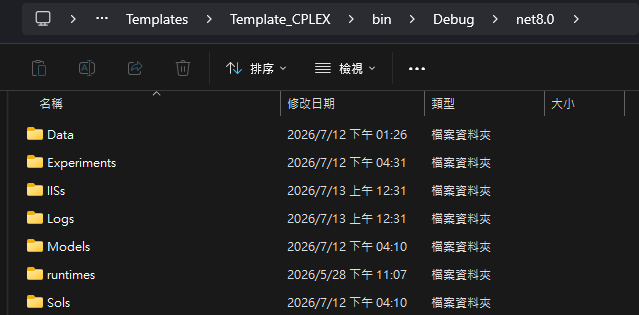 … > Templates > Template_CPLEX > bin > Debug > net8.0 >
排序 檢視 …
名稱 修改日期 類型 大小
Data 2026/7/12 下午 01:26 檔案資料夾
Experiments 2026/7/12 下午 04:31 檔案資料夾
IISs 2026/7/13 上午 12:31 檔案資料夾
Logs 2026/7/13 上午 12:31 檔案資料夾
Models 2026/7/12 下午 04:10 檔案資料夾
runtimes 2026/5/28 下午 11:07 檔案資料夾
Sols 2026/7/12 下午 04:10 檔案資料夾